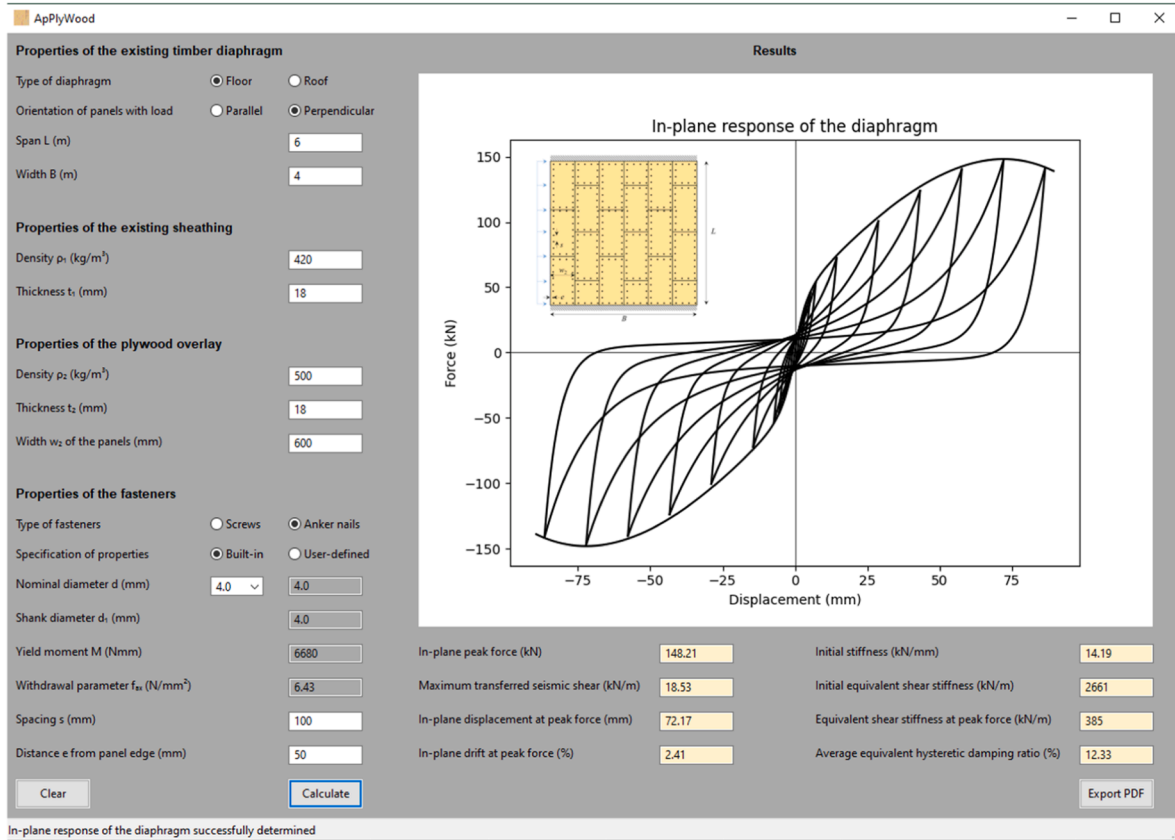 ApPlyWood
Properties of the existing timber diaphragm
Type of diaphragm Floor Roof
Orientation of panels with load Parallel Perpendicular
Span L (m) 6
Width B (m) 4
Properties of the existing sheathing
Density ρ₁ (kg/m³) 420
Thickness t₁ (mm) 18
Properties of the plywood overlay
Density ρ₂ (kg/m³) 500
Thickness t₂ (mm) 18
Width w₂ of the panels (mm) 600
Properties of the fasteners
Type of fasteners Screws Anker nails
Specification of properties Built-in User-defined
Nominal diameter d (mm) 4.0 4.0
Shank diameter d₁ (mm) 4.0
Yield moment M (Nmm) 6680
Withdrawal parameter fₐₓ (N/mm²) 6.43
Spacing s (mm) 100
Distance e from panel edge (mm) 50
Clear Calculate
Results
In-plane response of the diaphragm
Force (kN)
150
100
50
0
−50
−100
−150
L
s
w₂
e
B
−75 −50 −25 0 25 50 75
Displacement (mm)
In-plane peak force (kN) 148.21
Maximum transferred seismic shear (kN/m) 18.53
In-plane displacement at peak force (mm) 72.17
In-plane drift at peak force (%) 2.41
Initial stiffness (kN/mm) 14.19
Initial equivalent shear stiffness (kN/m) 2661
Equivalent shear stiffness at peak force (kN/m) 385
Average equivalent hysteretic damping ratio (%) 12.33
Export PDF
In-plane response of the diaphragm successfully determined